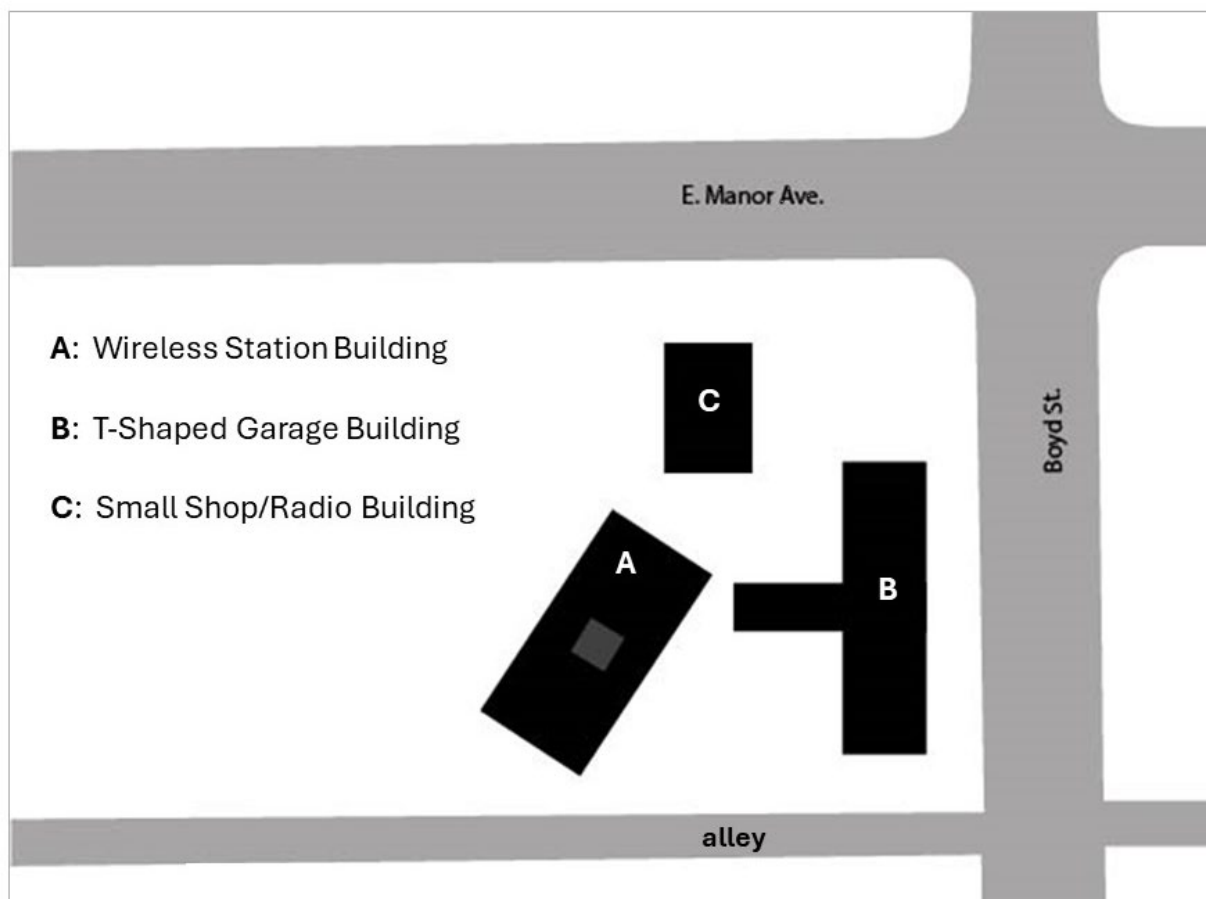 E. Manor Ave.
A: Wireless Station Building
B: T-Shaped Garage Building
C: Small Shop/Radio Building
C
Boyd St.
A
B
alley